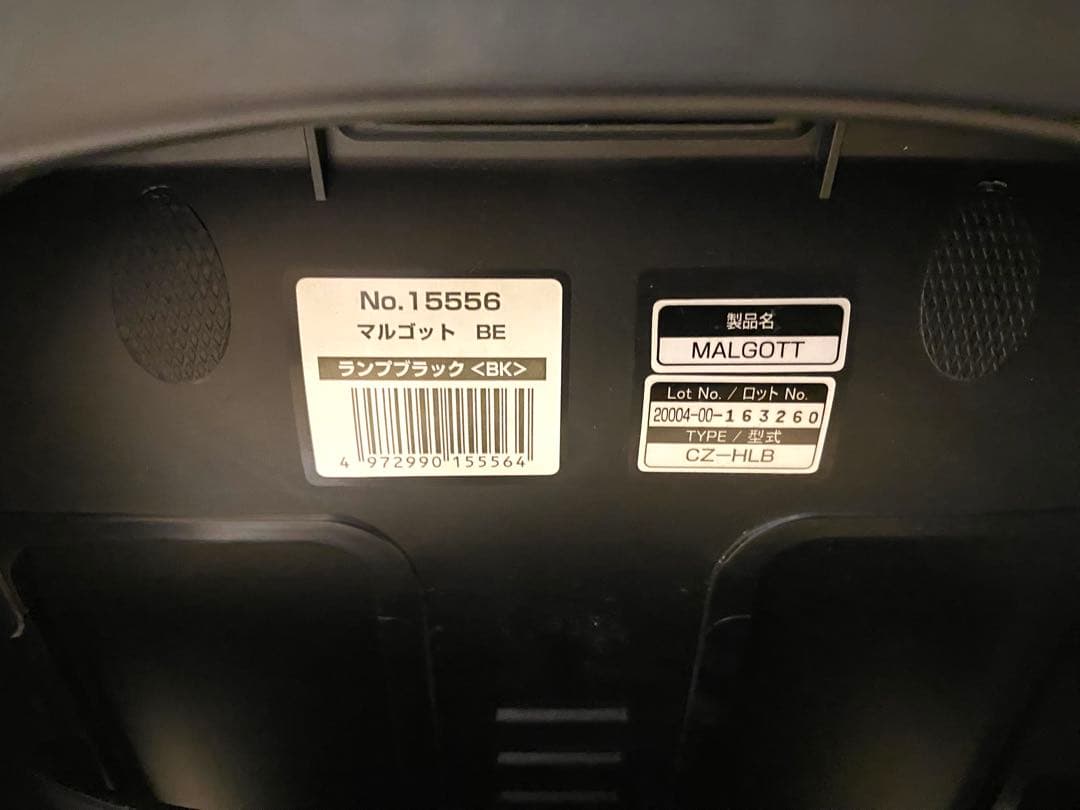 No.15556
マルゴット BE
ランプブラック<BK>
4 972990 155564
製品名
MALGOTT
Lot No. / ロット No.
20004-00-163260
TYPE / 型式
CZ-HLB